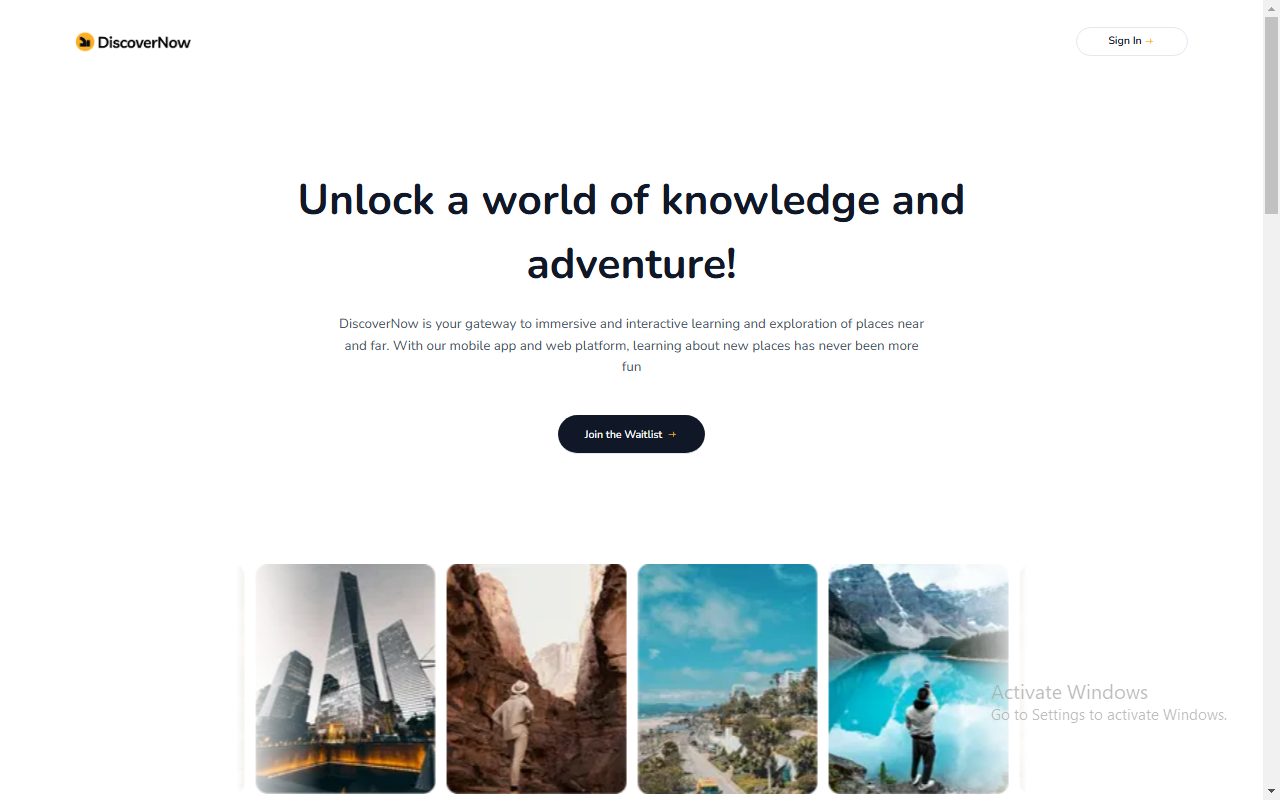 DiscoverNow
Sign In →
Unlock a world of knowledge and
adventure!
DiscoverNow is your gateway to immersive and interactive learning and exploration of places near
and far. With our mobile app and web platform, learning about new places has never been more
fun
Join the Waitlist →
Activate Windows
Go to Settings to activate Windows.